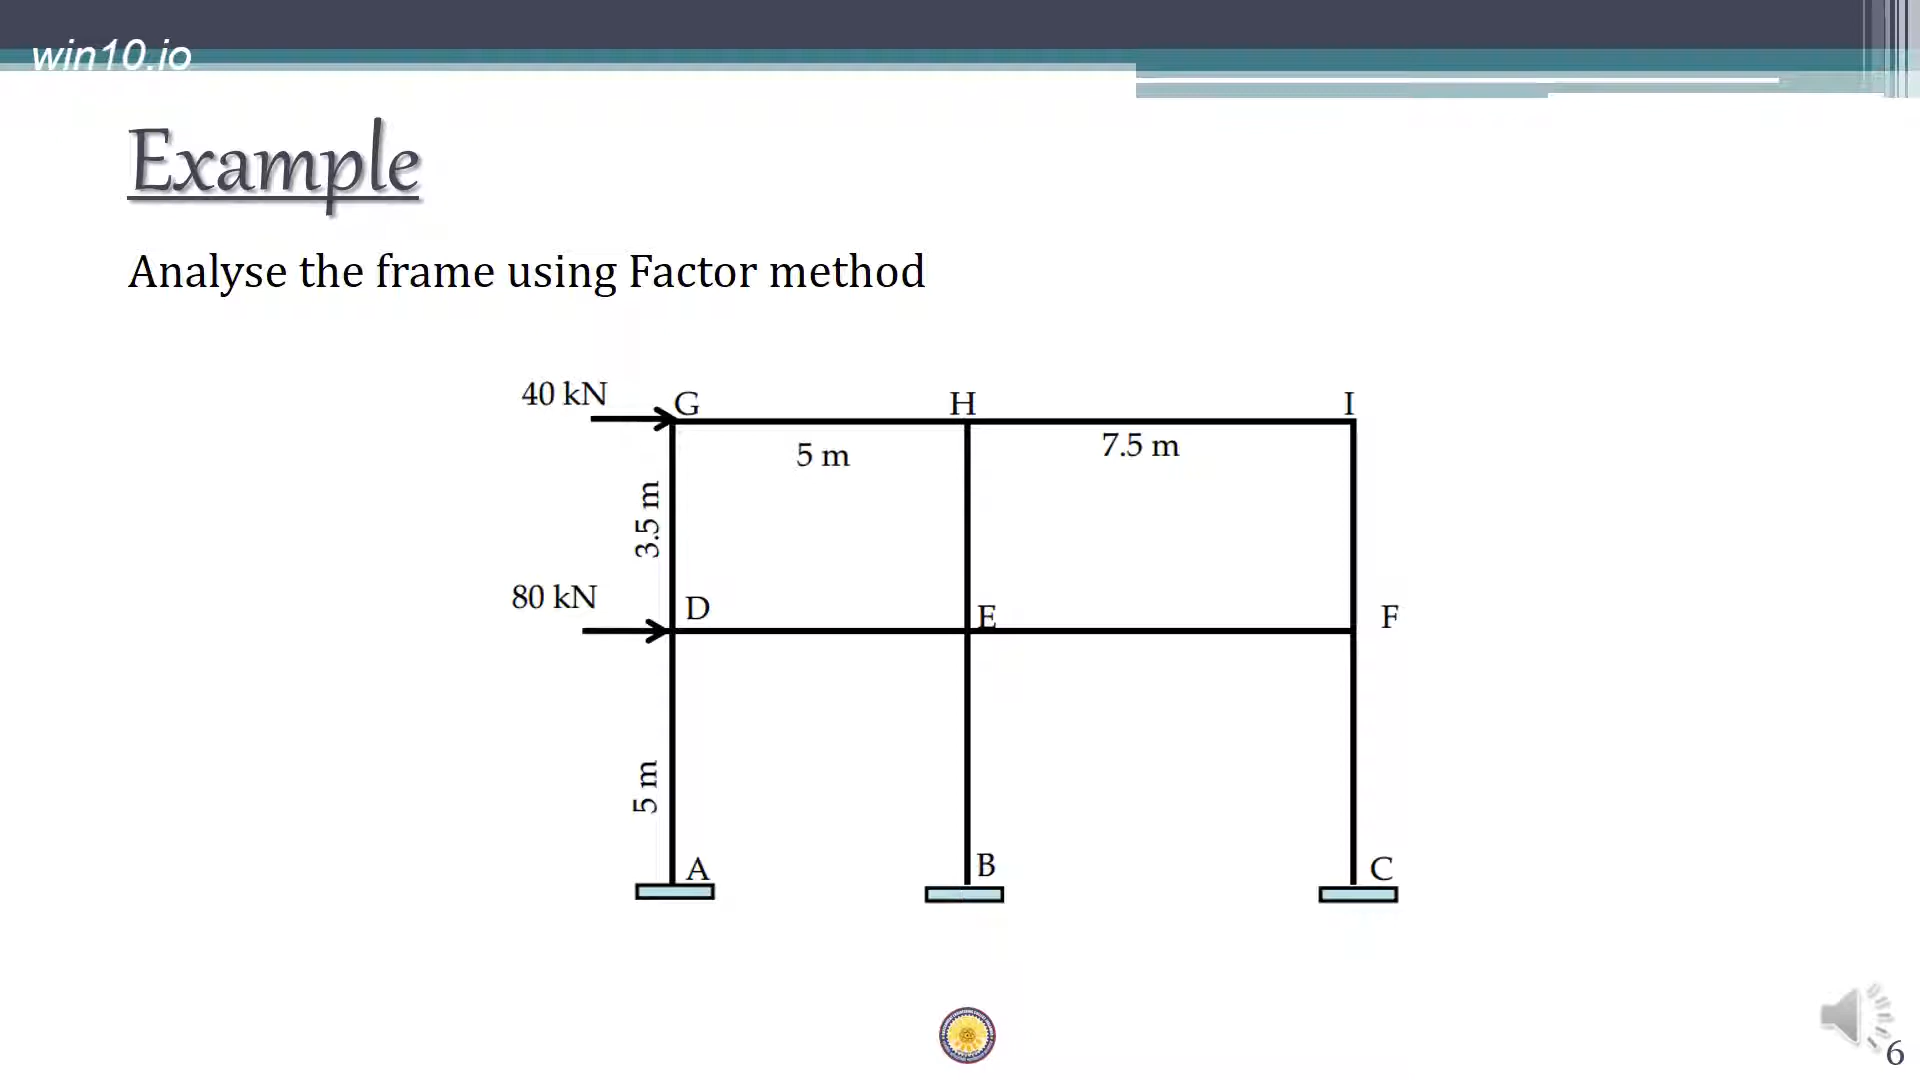 win10.io
Example
Analyse the frame using Factor method
40 kN
G
H
I
5 m
7.5 m
3.5 m
80 kN
D
E
F
5 m
A
B
C
6